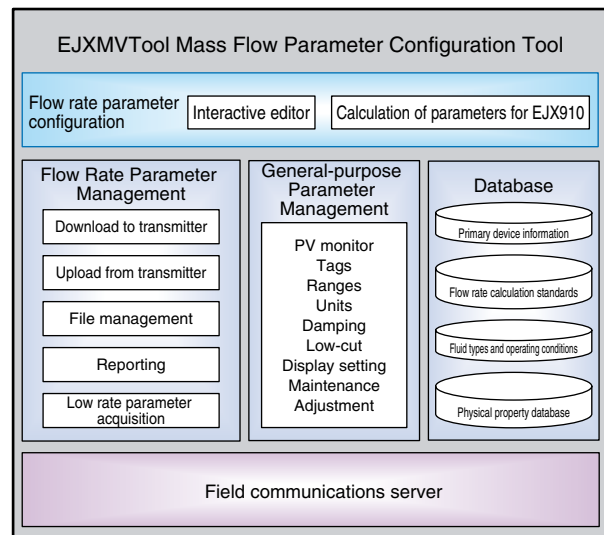 EJXMVTool Mass Flow Parameter Configuration Tool
Flow rate parameter
configuration
Interactive editor
Calculation of parameters for EJX910
Flow Rate Parameter
Management
Download to transmitter
Upload from transmitter
File management
Reporting
Low rate parameter
acquisition
General-purpose
Parameter
Management
PV monitor
Tags
Ranges
Units
Damping
Low-cut
Display setting
Maintenance
Adjustment
Database
Primary device information
Flow rate calculation standards
Fluid types and operating conditions
Physical property database
Field communications server